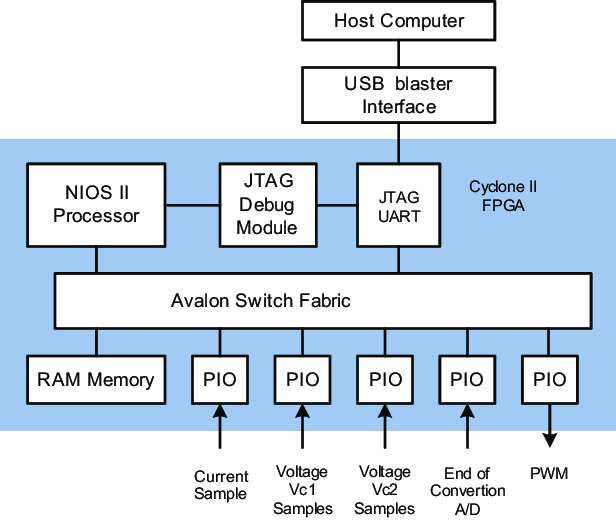 Host Computer
USB blaster
Interface
NIOS II
Processor
JTAG
Debug
Module
JTAG
UART
Cyclone II
FPGA
Avalon Switch Fabric
RAM Memory
PIO
PIO
PIO
PIO
PIO
Current
Sample
Voltage
Vc1
Samples
Voltage
Vc2
Samples
End of
Convertion
A/D
PWM